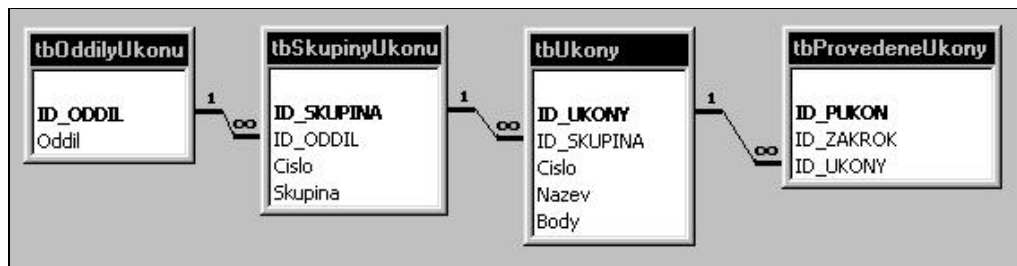 tbOddilyUkonu
ID_ODDIL
Oddil
1
∞
tbSkupinyUkonu
ID_SKUPINA
ID_ODDIL
Cislo
Skupina
1
∞
tbUkony
ID_UKONY
ID_SKUPINA
Cislo
Nazev
Body
1
∞
tbProvedeneUkony
ID_PUKON
ID_ZAKROK
ID_UKONY